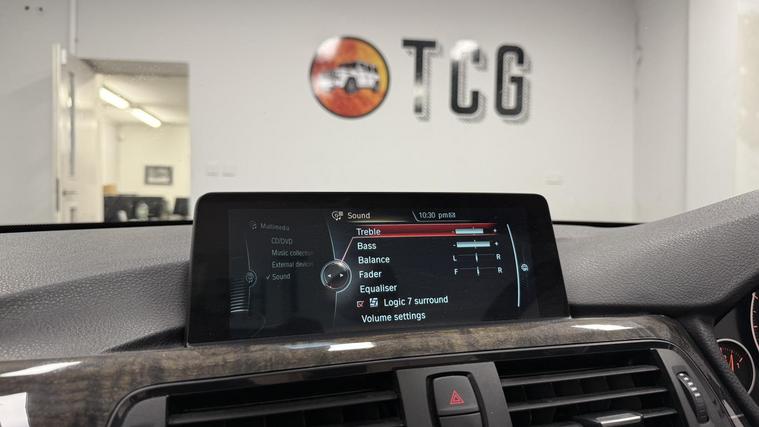 TCG
Sound
10:30 pm
Multimedia
CD/DVD
Music collection
External devices
Sound
Treble
- +
Bass
- +
Balance
L R
Fader
F R
Equaliser
Logic 7 surround
Volume settings